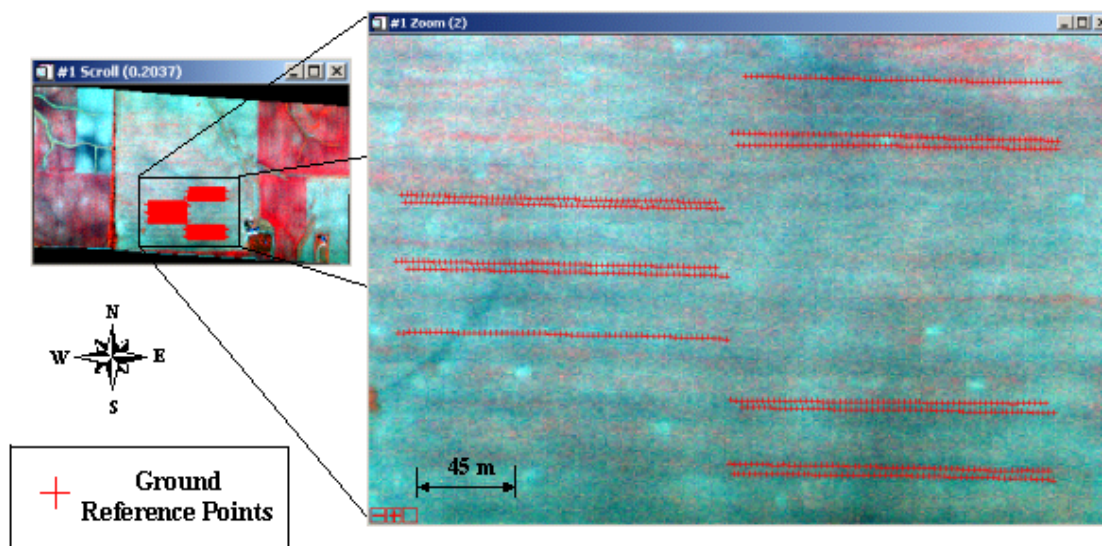 #1 Zoom (2)
#1 Scroll (0.2037)
N
W E
S
45 m
Ground
Reference Points